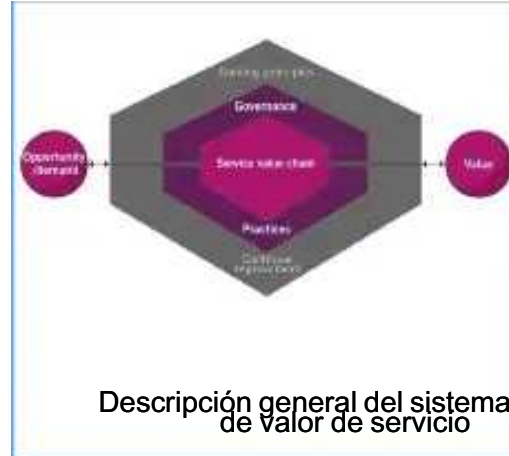 Guiding principles
Governance
Opportunity
/demand
Service value chain
Value
Practices
Continual
improvement
Descripción general del sistema
de valor de servicio